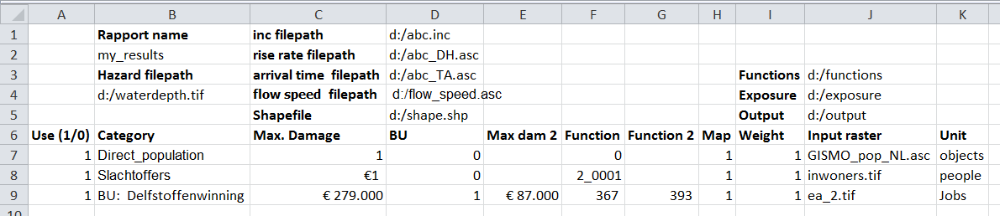 A B C D E F G H I J K
1 Rapport name inc filepath d:/abc.inc
2 my_results rise rate filepath d:/abc_DH.asc
3 Hazard filepath arrival time filepath d:/abc_TA.asc Functions d:/functions
4 d:/waterdepth.tif flow speed filepath d:/flow_speed.asc Exposure d:/exposure
5 Shapefile d:/shape.shp Output d:/output
6 Use (1/0) Category Max. Damage BU Max dam 2 Function Function 2 Map Weight Input raster Unit
7 1 Direct_population 1 0 0 1 1 GISMO_pop_NL.asc objects
8 1 Slachtoffers €1 0 2_0001 1 1 inwoners.tif people
9 1 BU: Delfstoffenwinning € 279.000 1 € 87.000 367 393 1 1 ea_2.tif Jobs
10